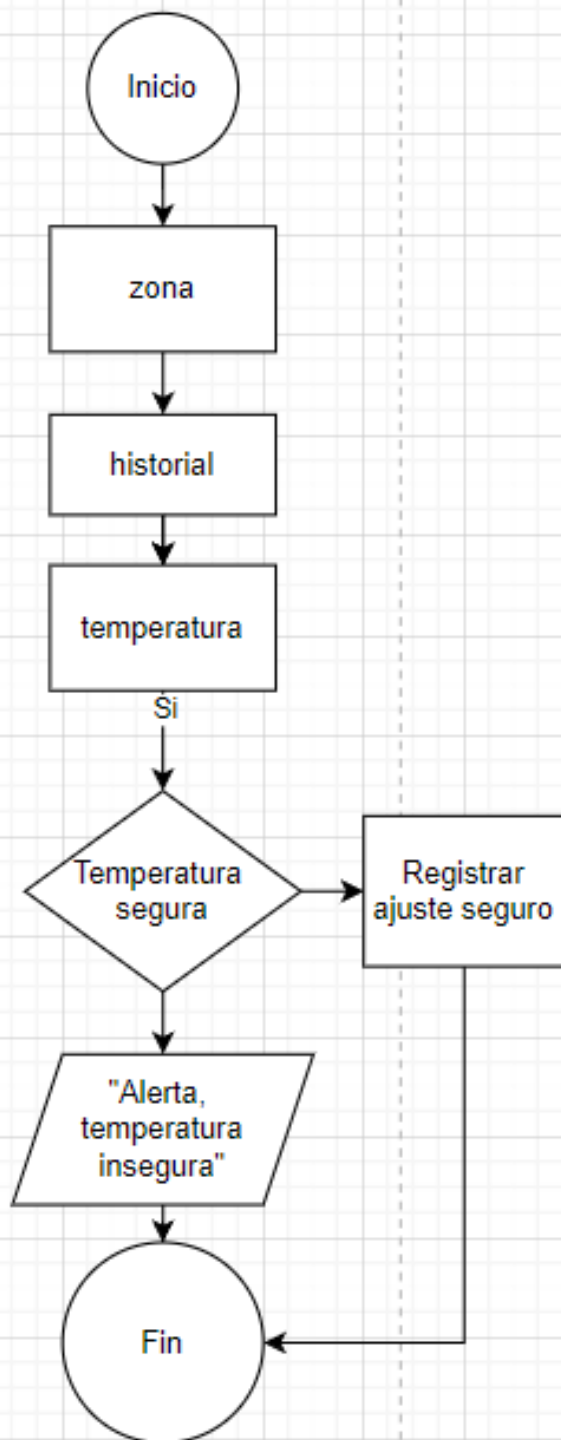 Inicio
zona
historial
temperatura
Si
Temperatura
segura
Registrar
ajuste seguro
"Alerta,
temperatura
insegura"
Fin